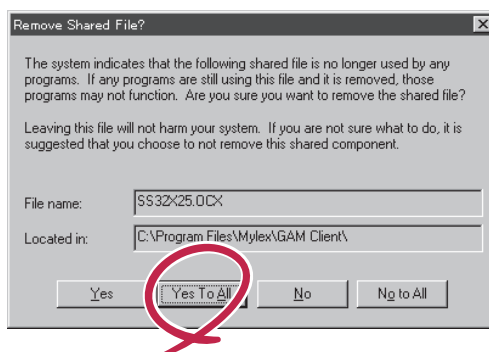 Remove Shared File?
The system indicates that the following shared file is no longer used by any
programs. If any programs are still using this file and it is removed, those
programs may not function. Are you sure you want to remove the shared file?
Leaving this file will not harm your system. If you are not sure what to do, it is
suggested that you choose to not remove this shared component.
File name: SS32X25.OCX
Located in: C:\Program Files\Mylex\GAM Client\
Yes Yes To All No No to All